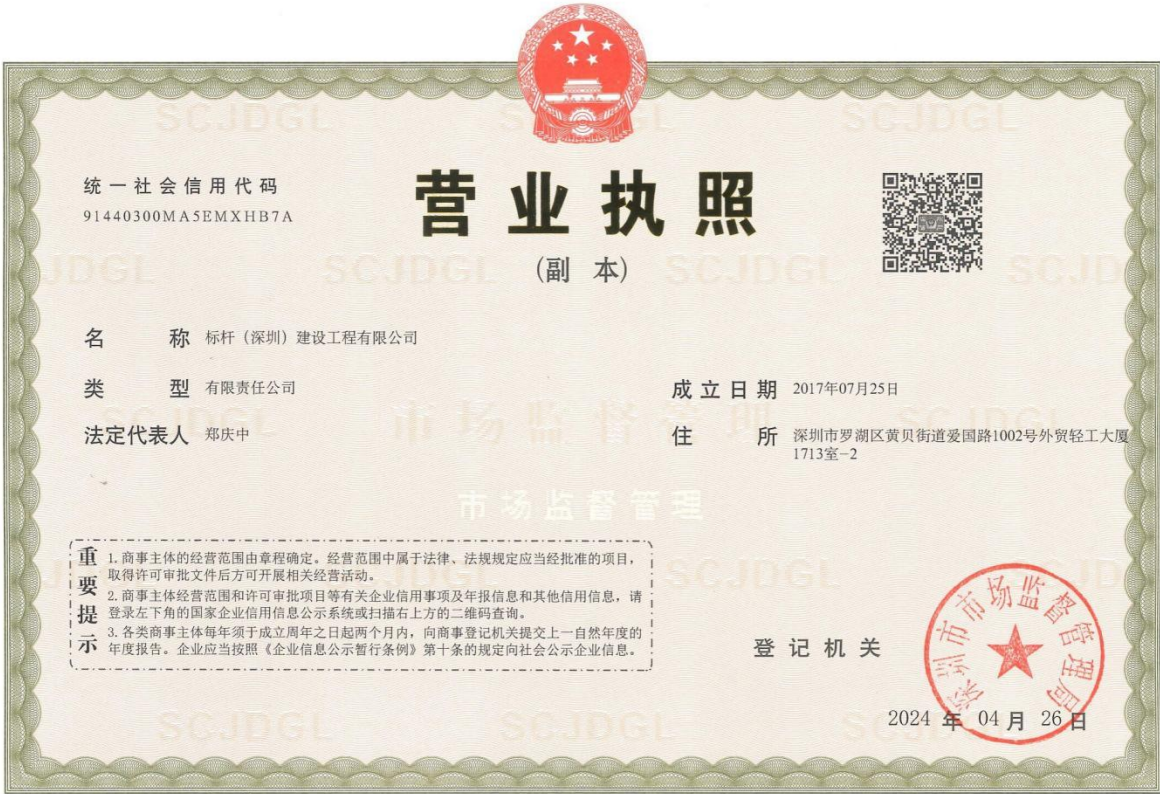 营业执照
(副 本)
统一社会信用代码
91440300MA5EMXHB7A
名 称 标杆（深圳）建设工程有限公司
类 型 有限责任公司
法定代表人 郑庆中
成立日期 2017年07月25日
住 所 深圳市罗湖区黄贝街道爱国路1002号外贸轻工大厦
1713室-2
重要提示
1. 商事主体的经营范围由章程确定。经营范围中属于法律、法规规定应当经批准的项目，
取得许可审批文件后方可开展相关经营活动。
2. 商事主体经营范围和许可审批项目等有关企业信用事项及年报信息和其他信用信息，请
登录左下角的国家企业信用信息公示系统或扫描右上方的二维码查询。
3. 各类商事主体每年须于成立周年之日起两个月内，向商事登记机关提交上一自然年度的
年度报告。企业应当按照《企业信息公示暂行条例》第十条的规定向社会公示企业信息。
登记机关
深圳市市场监督管理局
2024 年 04 月 26 日
SCJDGL
市场监督管理
市场监督管理